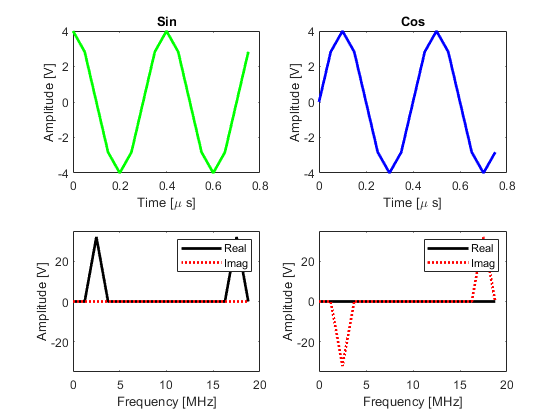 Sin
Cos
4
2
0
-2
-4
Amplitude [V]
0
0.2
0.4
0.6
0.8
Time [μ s]
4
2
0
-2
-4
Amplitude [V]
0
0.2
0.4
0.6
0.8
Time [μ s]
20
0
-20
Amplitude [V]
Real
Imag
0
5
10
15
20
Frequency [MHz]
20
0
-20
Amplitude [V]
Real
Imag
0
5
10
15
20
Frequency [MHz]